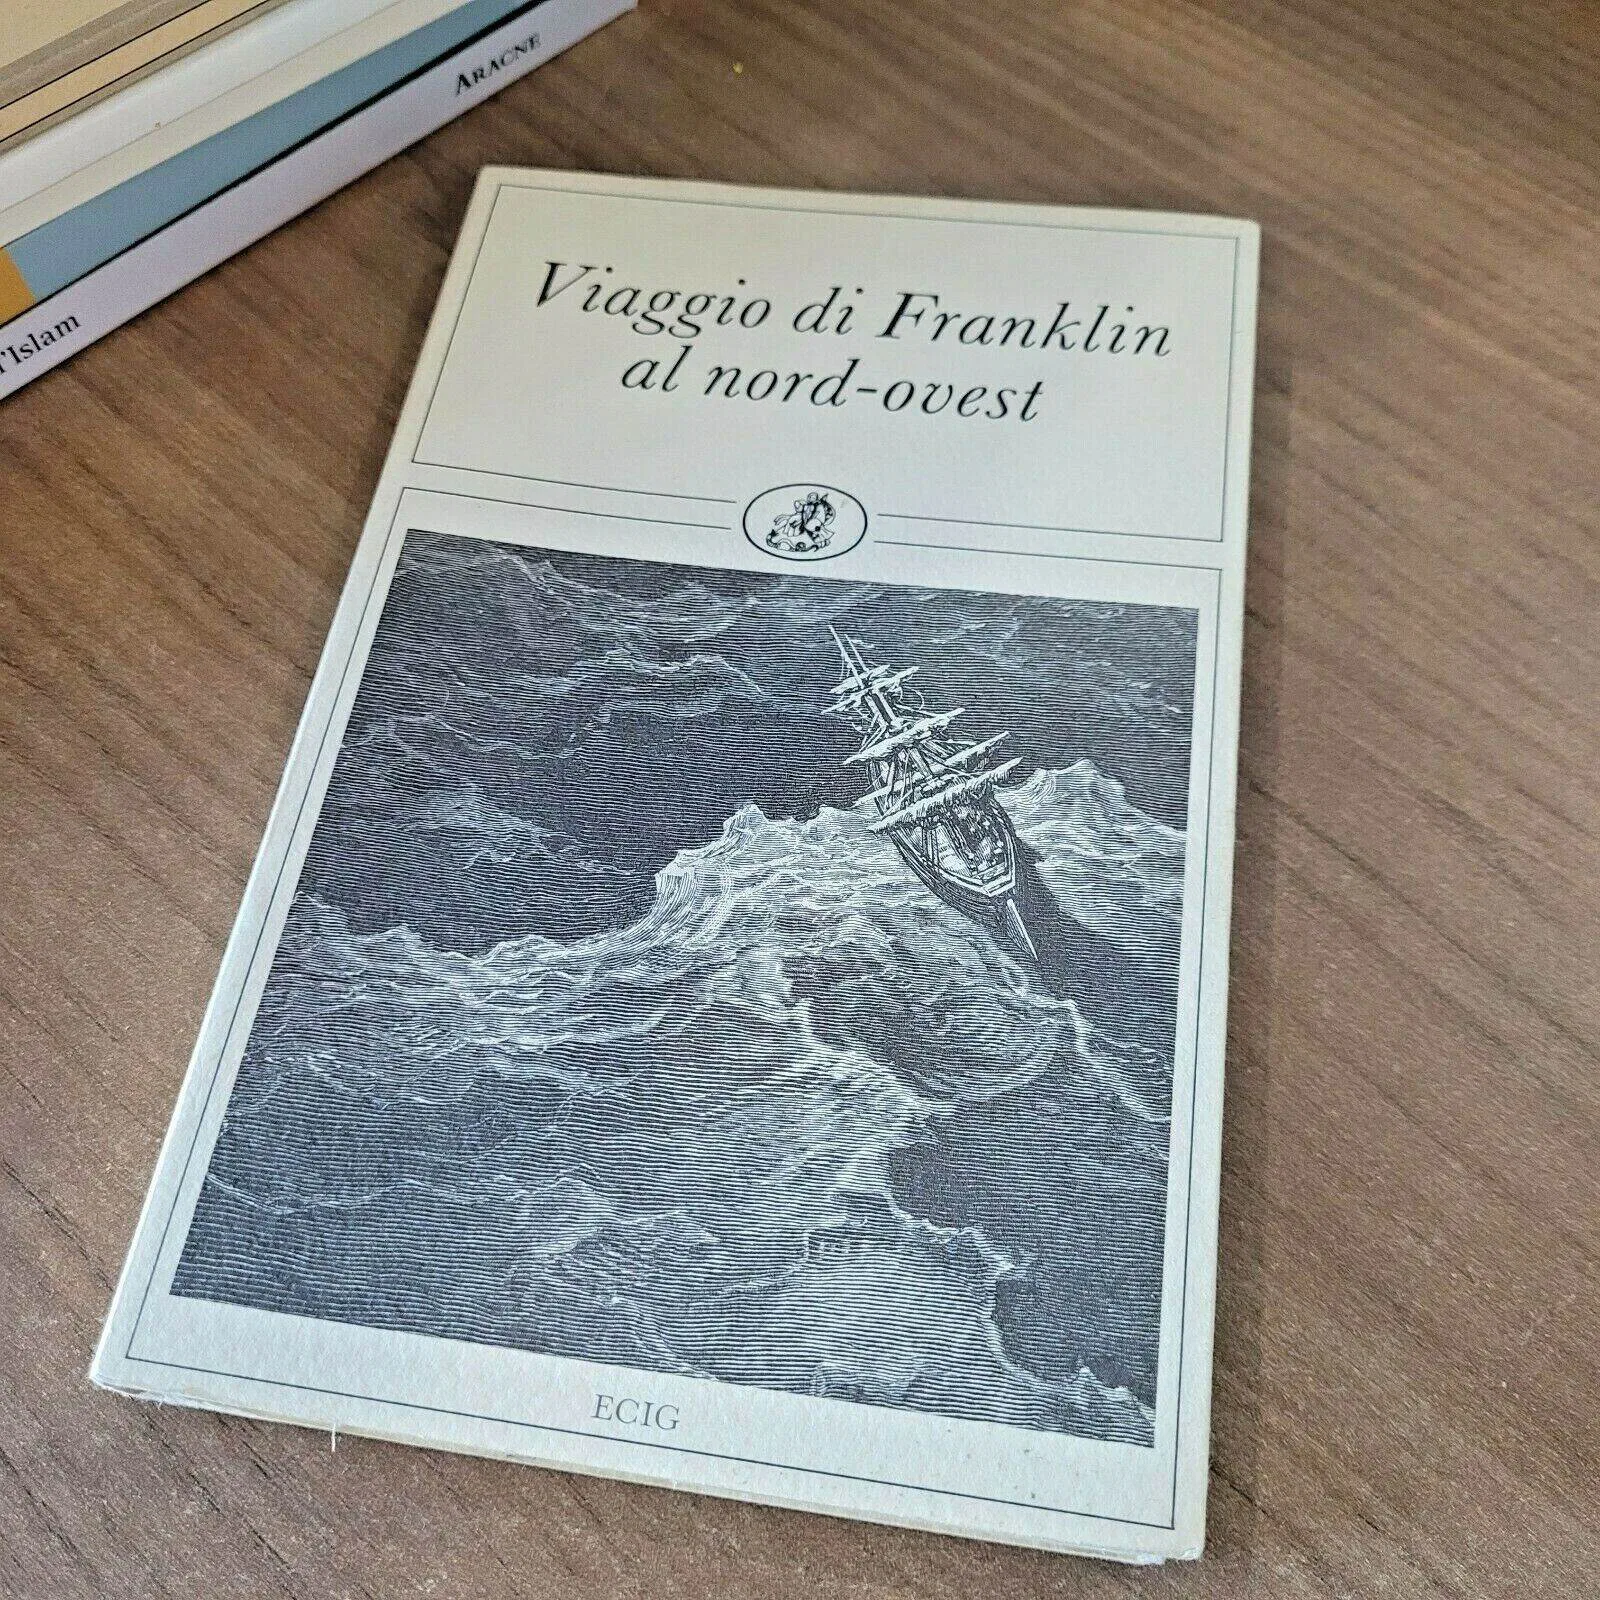 ARACNE
l'Islam
Viaggio di Franklin
al nord-ovest
ECIG